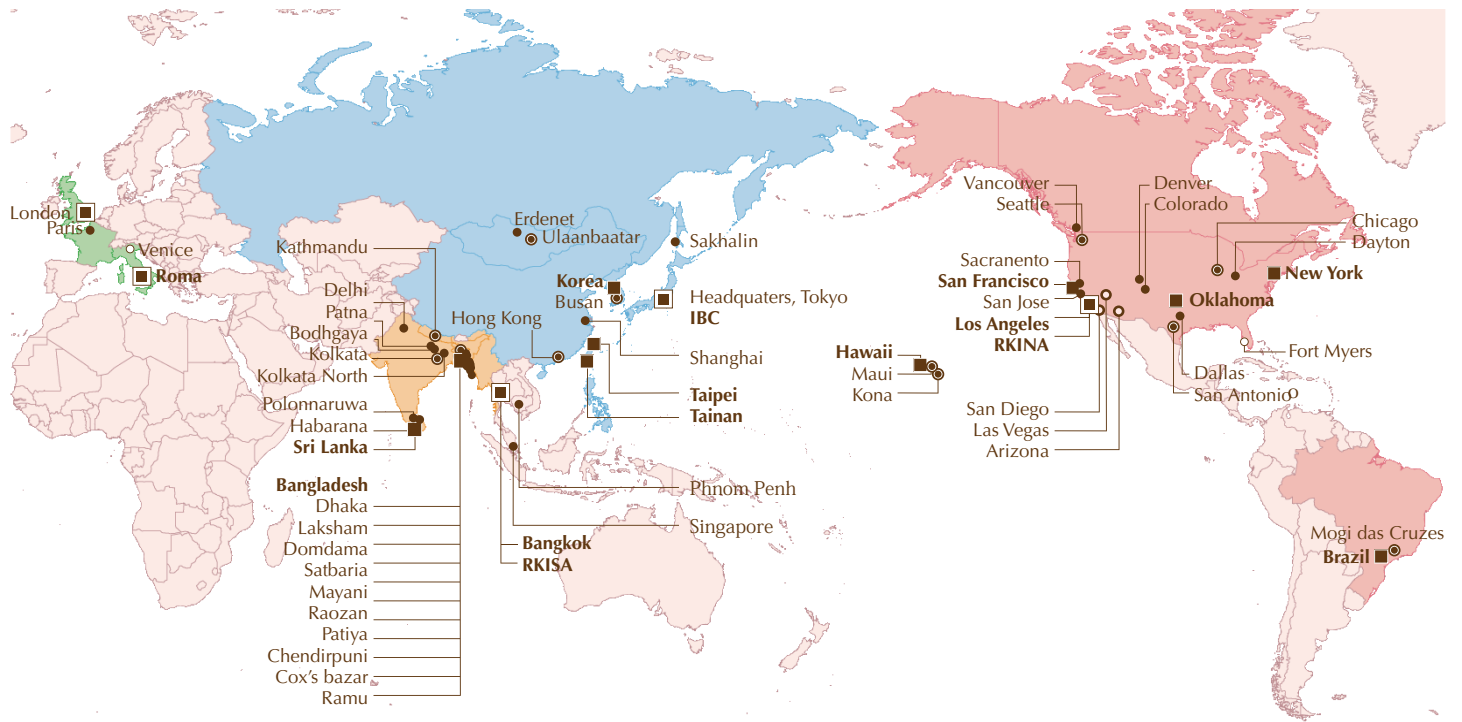 London
Paris
Venice
Roma
Kathmandu
Delhi
Patna
Bodhgaya
Kolkata
Kolkata North
Polonnaruwa
Habarana
Sri Lanka
Bangladesh
Dhaka
Laksham
Domdama
Satbaria
Mayani
Raozan
Patiya
Chendirpuni
Cox's bazar
Ramu
Erdenet
Ulaanbaatar
Sakhalin
Korea
Busan
Headquaters, Tokyo
IBC
Hong Kong
Shanghai
Taipei
Tainan
Phnom Penh
Singapore
Bangkok
RKISA
Hawaii
Maui
Kona
Vancouver
Seattle
Sacranento
San Francisco
San Jose
Los Angeles
RKINA
San Diego
Las Vegas
Arizona
Denver
Colorado
Chicago
Dayton
New York
Oklahoma
Fort Myers
Dallas
San Antonio
Mogi das Cruzes
Brazil